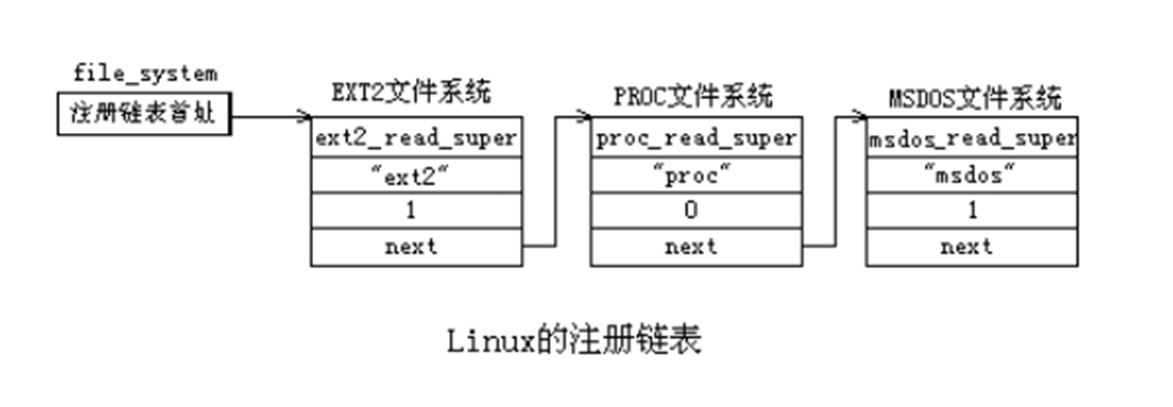 file_system
注册链表首址
EXT2文件系统
ext2_read_super
"ext2"
1
next
PROC文件系统
proc_read_super
"proc"
0
next
MSDOS文件系统
msdos_read_super
"msdos"
1
next
Linux的注册链表